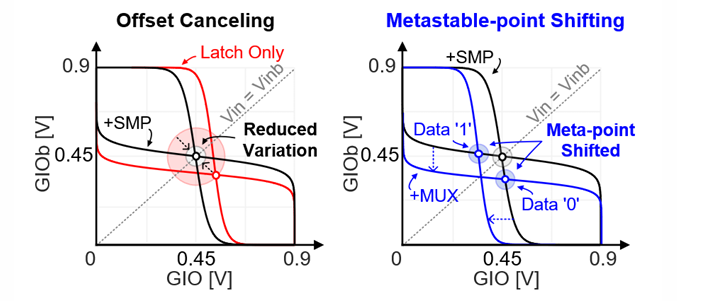 Offset Canceling
0.9
Latch Only
Vin = Vinb
+SMP
Reduced
Variation
0.45
GIOb [V]
0
0.45
0.9
GIO [V]
Metastable-point Shifting
+SMP
0.9
Vin = Vinb
Data '1'
Meta-point
Shifted
0.45
GIOb [V]
+MUX
Data '0'
0
0.45
0.9
GIO [V]